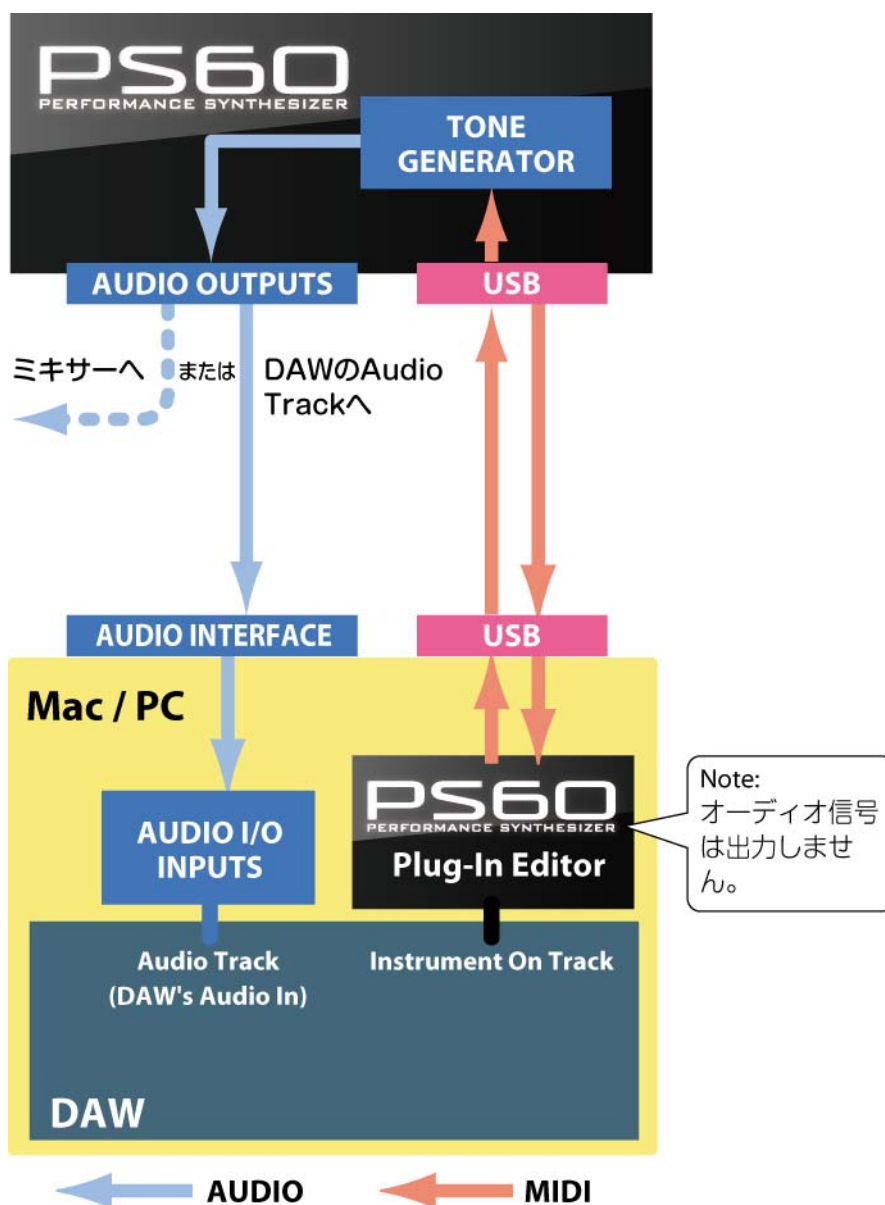 PS60
PERFORMANCE SYNTHESIZER
TONE
GENERATOR
AUDIO OUTPUTS
USB
ミキサーへ
または
DAWのAudio
Trackへ
AUDIO INTERFACE
USB
Mac / PC
AUDIO I/O
INPUTS
PS60
PERFORMANCE SYNTHESIZER
Plug-In Editor
Note:
オーディオ信号
は出力しませ
ん。
Audio Track
(DAW's Audio In)
Instrument On Track
DAW
AUDIO
MIDI